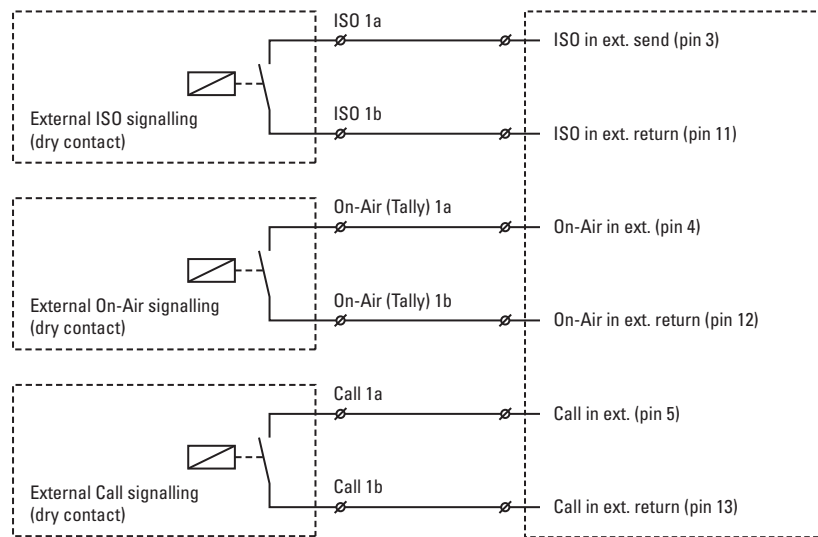 ISO 1a
ISO in ext. send (pin 3)
External ISO signalling
(dry contact)
ISO 1b
ISO in ext. return (pin 11)
On-Air (Tally) 1a
On-Air in ext. (pin 4)
External On-Air signalling
(dry contact)
On-Air (Tally) 1b
On-Air in ext. return (pin 12)
Call 1a
Call in ext. (pin 5)
External Call signalling
(dry contact)
Call 1b
Call in ext. return (pin 13)